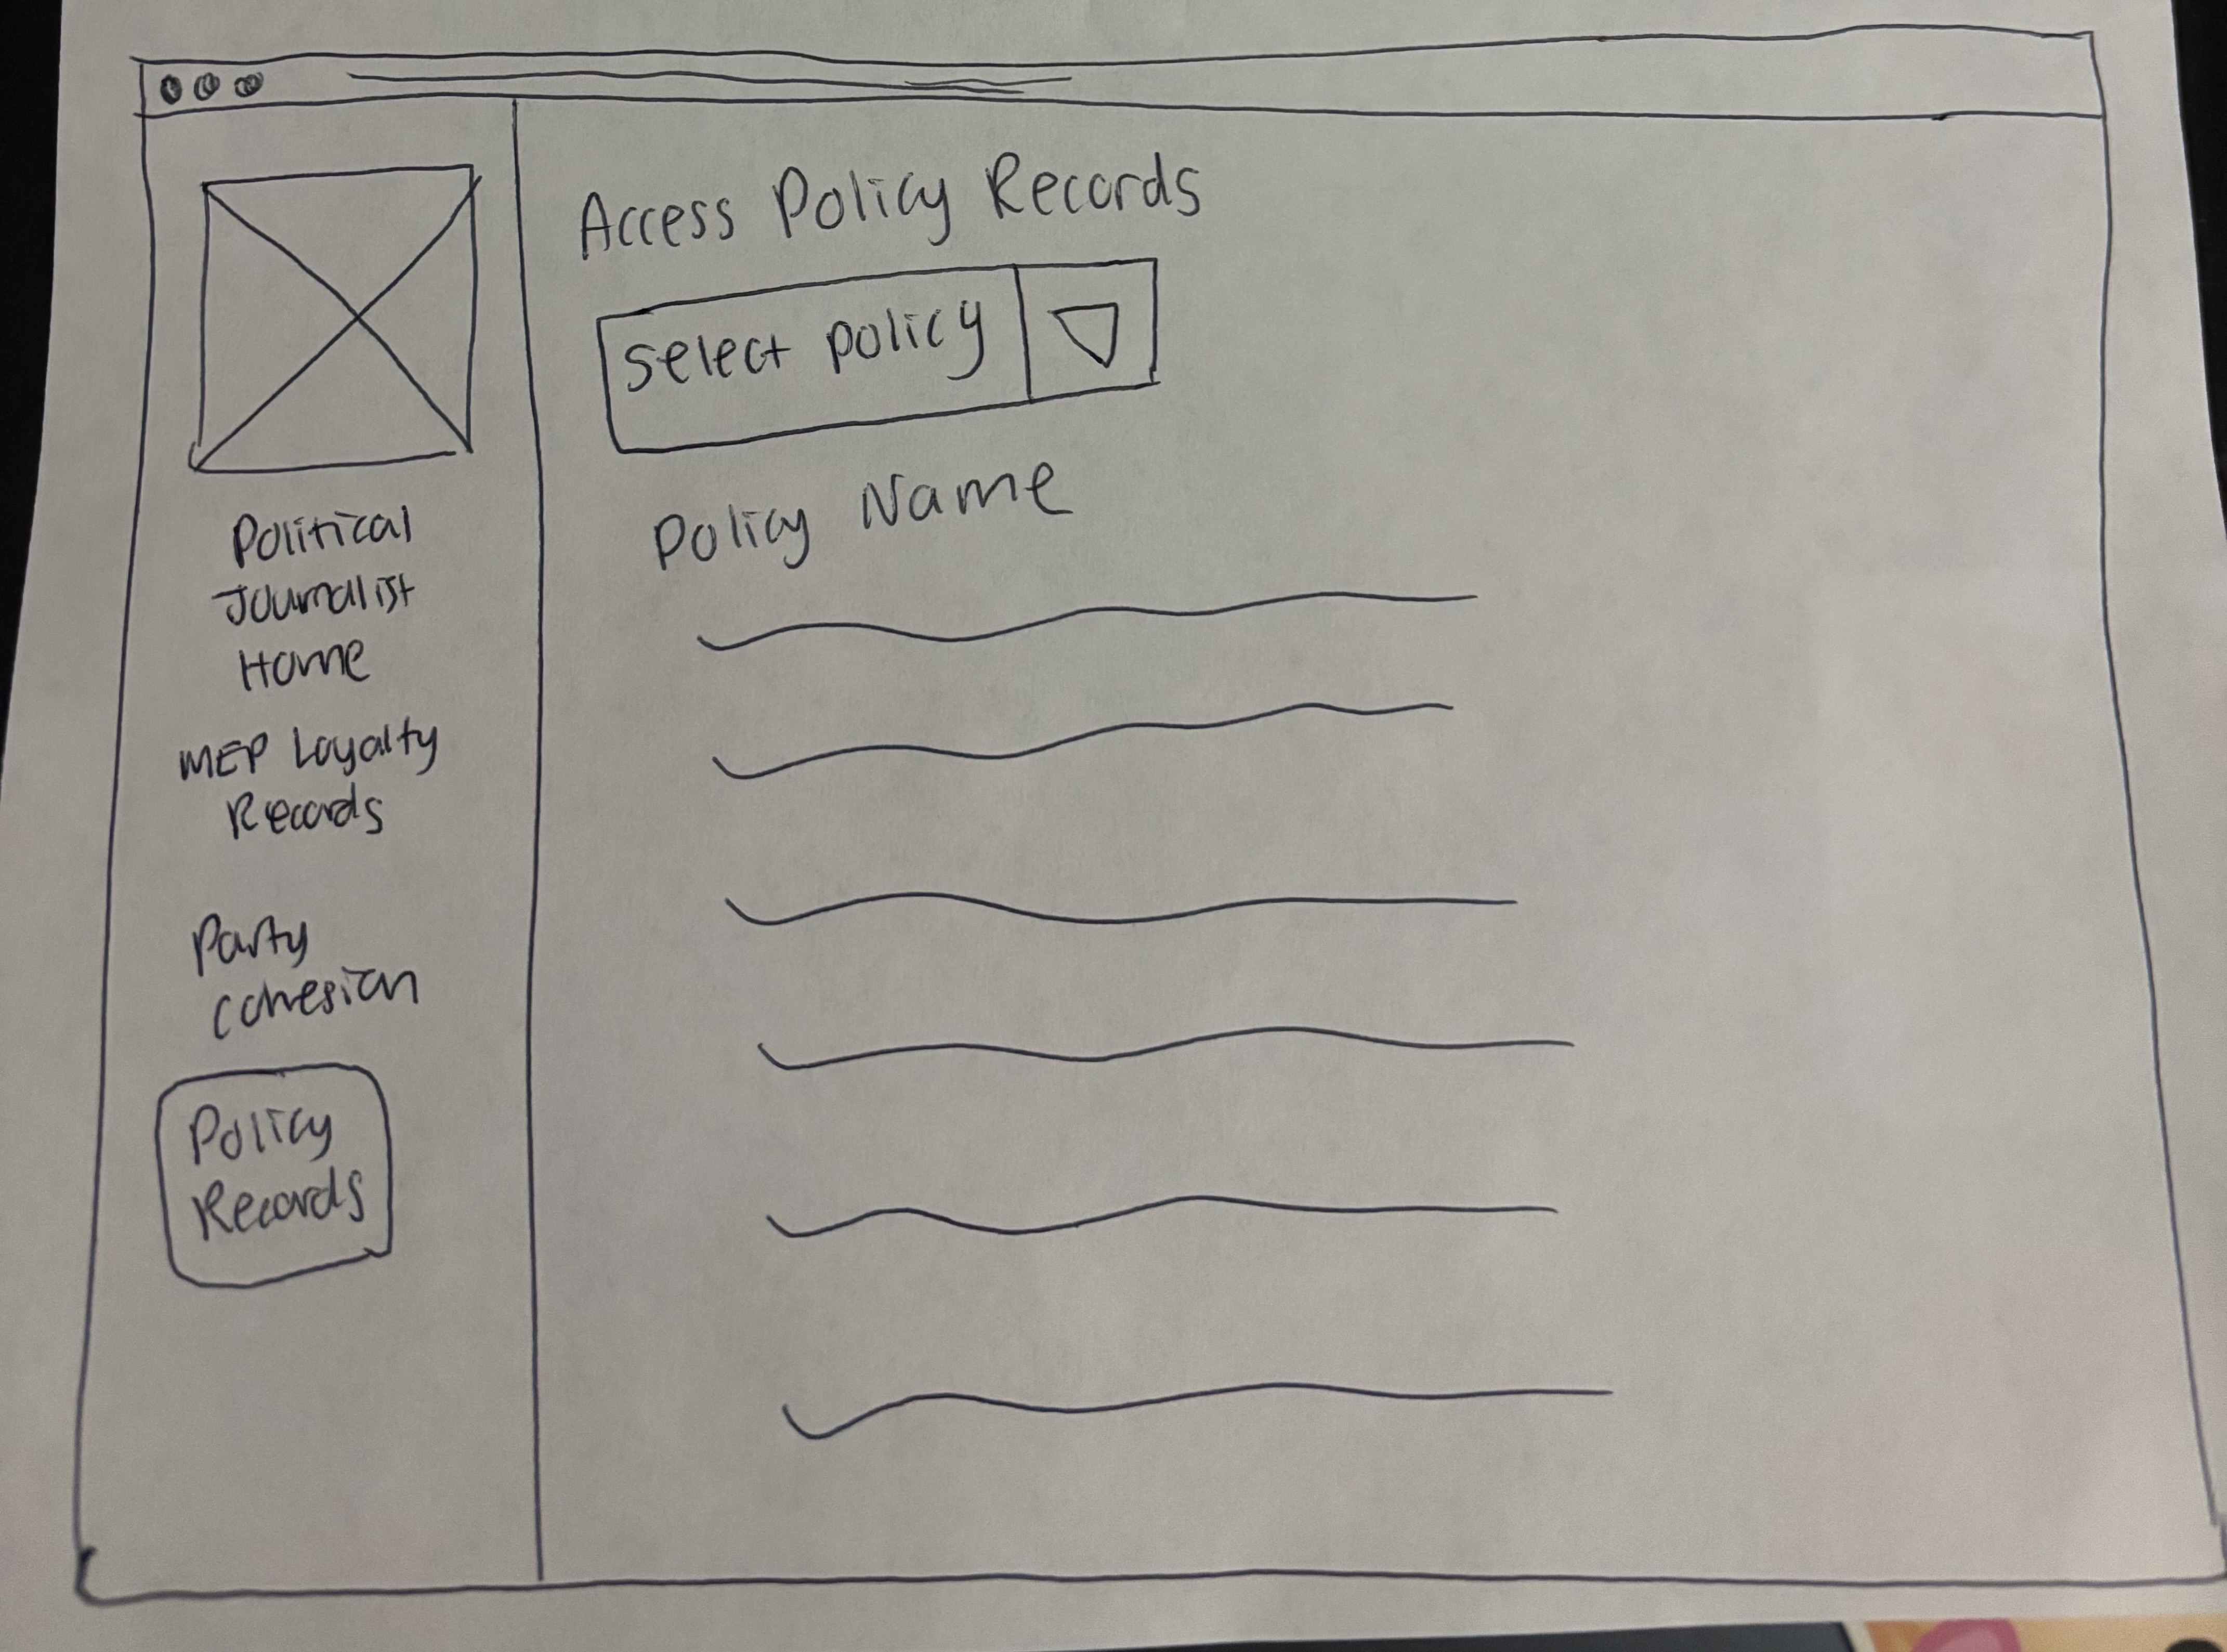 Political
Journalist
Home
MEP Loyalty
Records
Party
cohesion
Policy
Records
Access Policy Records
select policy
Policy Name